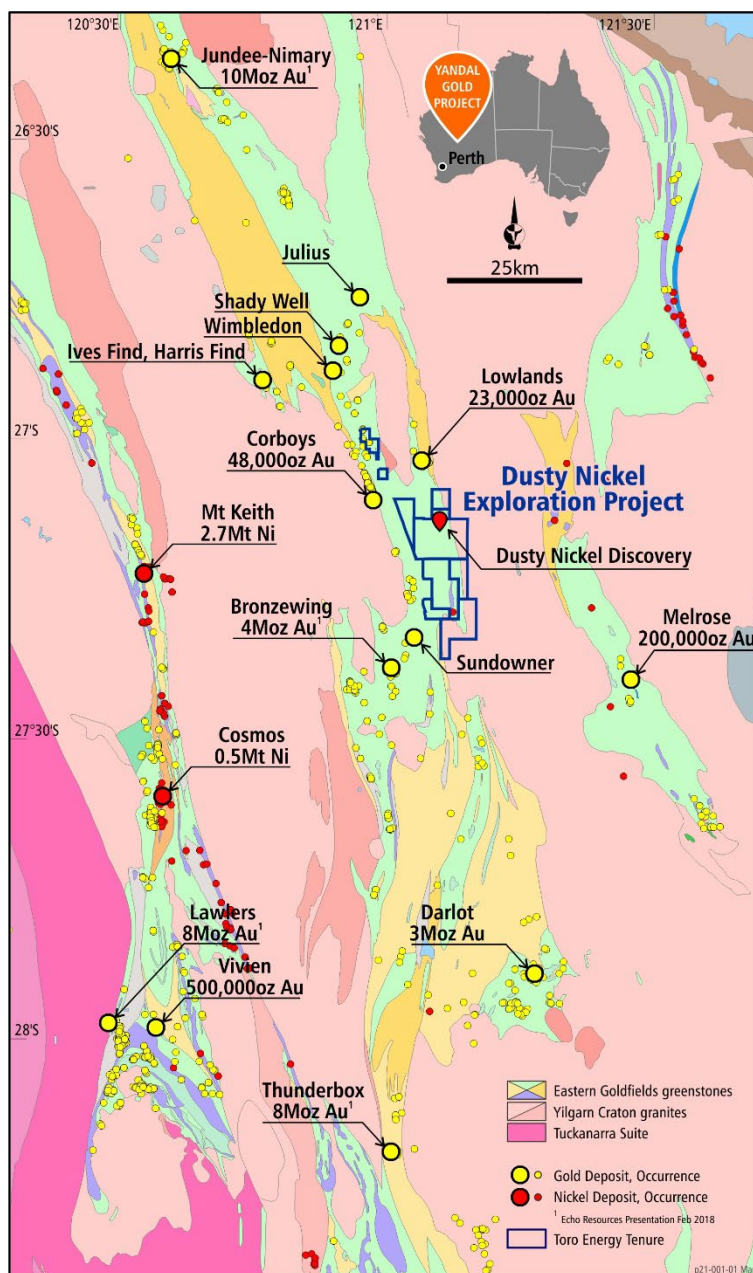 120°30'E
121°E
121°30'E
Jundee-Nimary
10Moz Au¹
YANDAL
GOLD
PROJECT
Perth
26°30'S
25km
Julius
Shady Well
Wimbledon
Ives Find, Harris Find
Lowlands
23,000oz Au
27°S
Corboys
48,000oz Au
Dusty Nickel
Exploration Project
Mt Keith
2.7Mt Ni
Dusty Nickel Discovery
Bronzewing
4Moz Au¹
Melrose
200,000oz Au
Sundowner
27°30'S
Cosmos
0.5Mt Ni
Lawlers
8Moz Au¹
Darlot
3Moz Au
Vivien
500,000oz Au
28°S
Thunderbox
8Moz Au¹
Eastern Goldfields greenstones
Yilgarn Craton granites
Tuckanarra Suite
Gold Deposit, Occurrence
Nickel Deposit, Occurrence
¹ Echo Resources Presentation Feb 2018
Toro Energy Tenure
p21-001-01 Ma